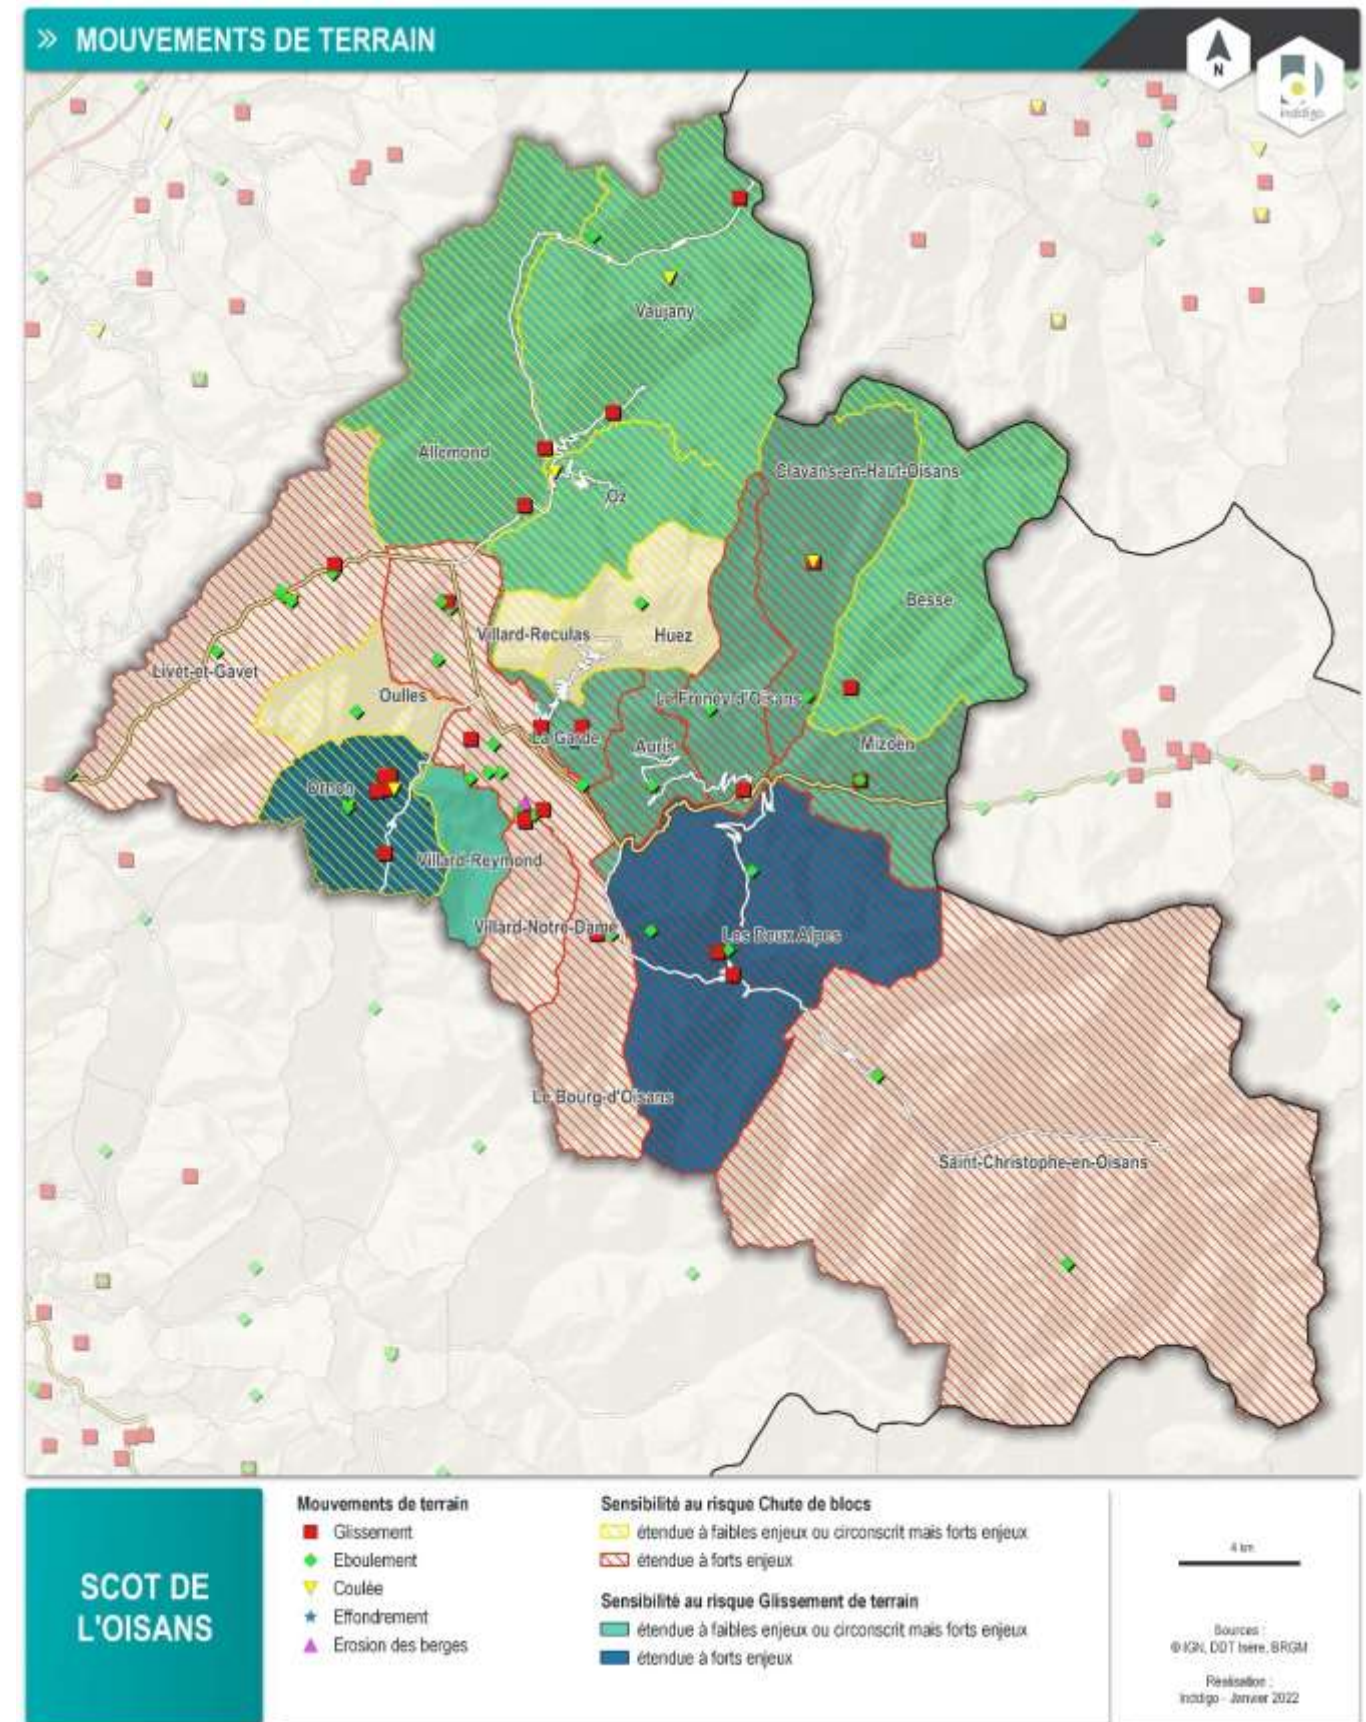 » MOUVEMENTS DE TERRAIN
N
inddigo
Vaujany
Allemond
Clavans-en-Haut-Oisans
Oz
Besse
Villard-Reculas
Huez
Livet-et-Gavet
Oulles
Le Freney-d'Oisans
La Garde
Auris
Mizoën
Ornon
Villard-Reymond
Villard-Notre-Dame
Les Deux Alpes
Le Bourg-d'Oisans
Saint-Christophe-en-Oisans
SCOT DE
L'OISANS
Mouvements de terrain
Glissement
Eboulement
Coulée
Effondrement
Erosion des berges
Sensibilité au risque Chute de blocs
étendue à faibles enjeux ou circonscrit mais forts enjeux
étendue à forts enjeux
Sensibilité au risque Glissement de terrain
étendue à faibles enjeux ou circonscrit mais forts enjeux
étendue à forts enjeux
4 km
Sources :
© IGN, DDT Isère, BRGM
Réalisation :
Inddigo - Janvier 2022